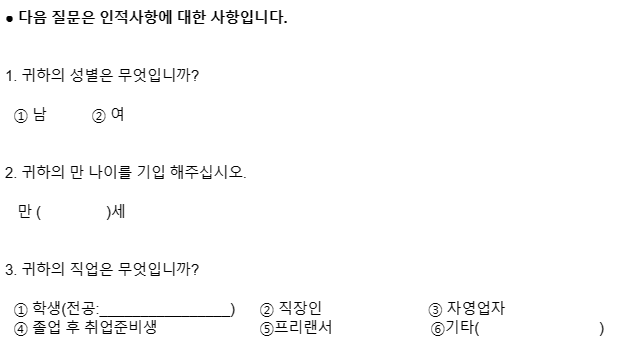 ● 다음 질문은 인적사항에 대한 사항입니다.
1. 귀하의 성별은 무엇입니까?
① 남 ② 여
2. 귀하의 만 나이를 기입 해주십시오.
만 ( )세
3. 귀하의 직업은 무엇입니까?
① 학생(전공:________________) ② 직장인 ③ 자영업자
④ 졸업 후 취업준비생 ⑤프리랜서 ⑥기타( )